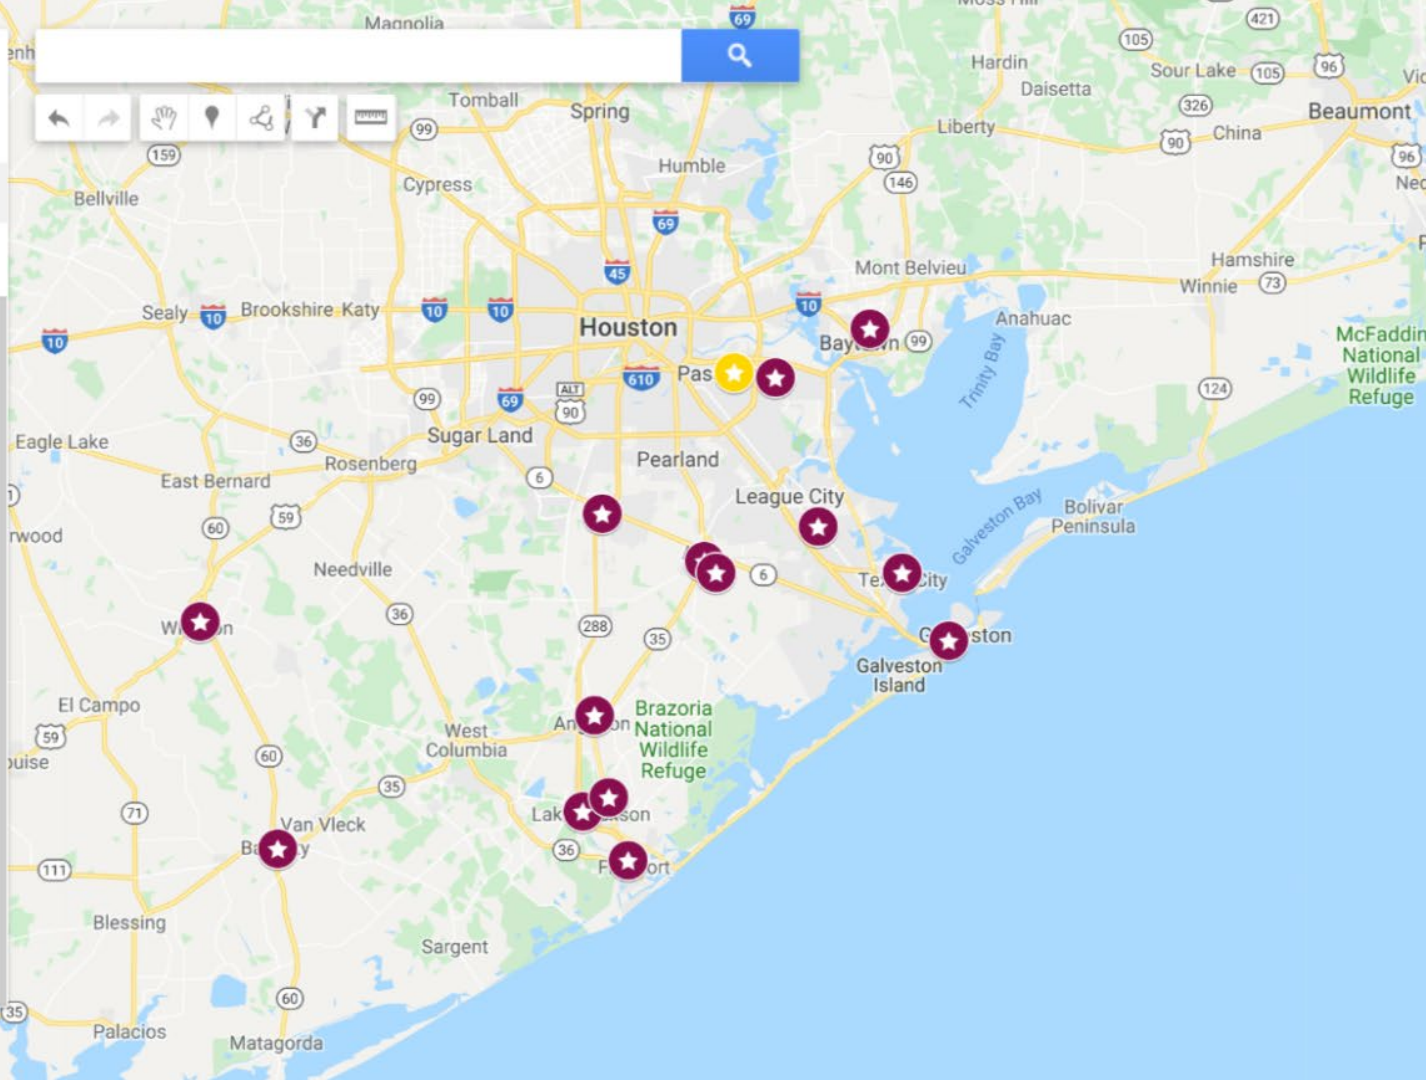 Magnolia
69
421
105
Hardin
Sour Lake
105
96
Daisetta
Tomball
Spring
326
Beaumont
99
Liberty
90
China
159
90
96
Humble
146
Cypress
Bellville
69
45
Mont Belvieu
Hamshire
Winnie
73
Sealy
10
Brookshire
Katy
10
10
10
Anahuac
Houston
10
99
Trinity Bay
McFaddin
National
Wildlife
Refuge
Pas
610
99
69
ALT
90
124
Eagle Lake
36
Sugar Land
Rosenberg
Pearland
East Bernard
6
League City
Galveston Bay
Bolivar
Peninsula
60
59
rwood
Needville
6
City
36
288
35
Galveston
Island
El Campo
Brazoria
National
Wildlife
Refuge
59
West
Columbia
60
35
71
Van Vleck
Lak
36
111
Blessing
Sargent
60
35
Palacios
Matagorda